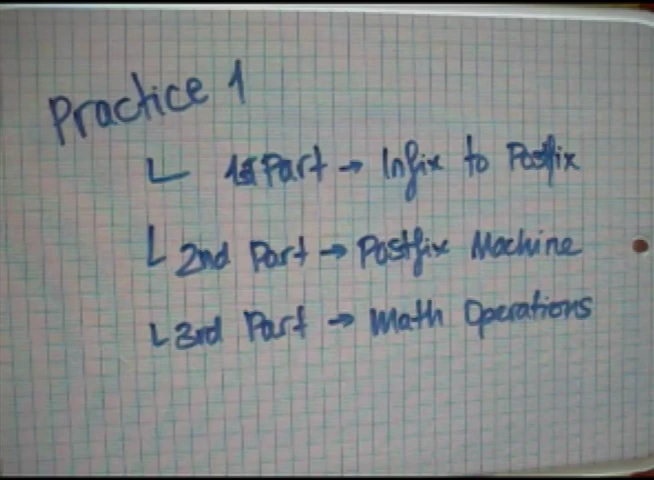 Practice 1
1st Part → Infix to Postfix
2nd Part → Postfix Machine
3rd Part → Math Operations